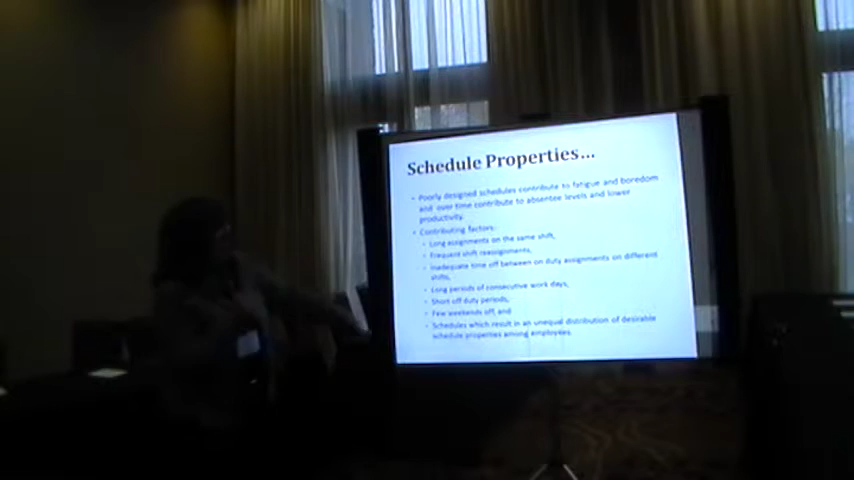 Schedule Properties...
• Poorly designed schedules contribute to fatigue and boredom
and over time contribute to absentee levels and lower
productivity.
• Contributing factors:
• Long assignments on the same shift,
• Frequent shift reassignments,
• Inadequate time off between on duty assignments on different
shifts,
• Long periods of consecutive work days,
• Short off duty periods,
• Few weekends off, and
• Schedules which result in an unequal distribution of desirable
schedule properties among employees.